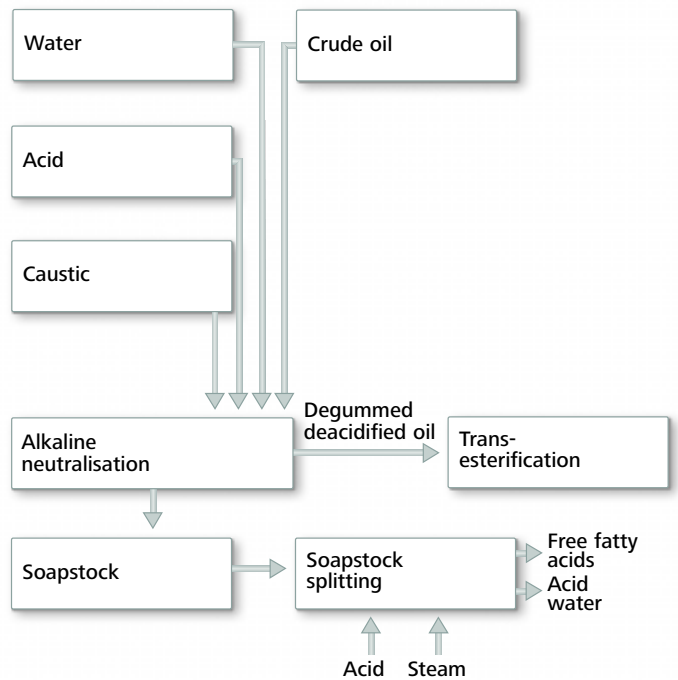 Water
Crude oil
Acid
Caustic
Degummed
deacidified oil
Alkaline
neutralisation
Trans-
esterification
Soapstock
Soapstock
splitting
Free fatty
acids
Acid
water
Acid
Steam